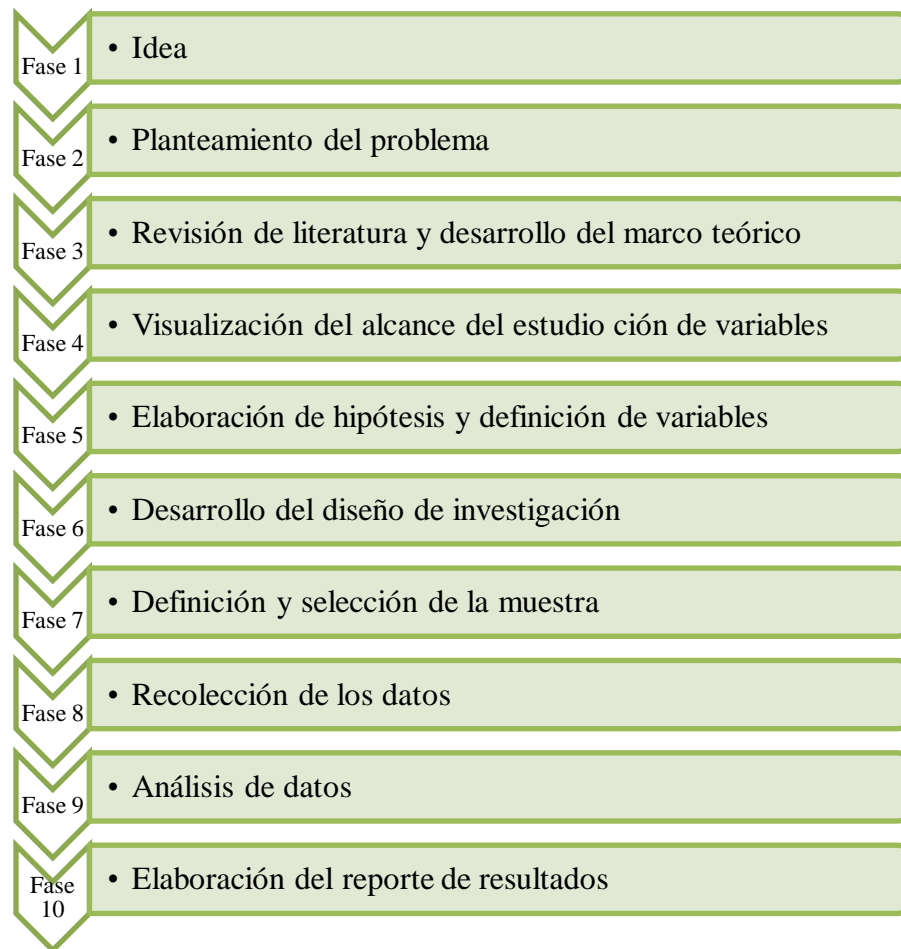 Fase 1
• Idea
Fase 2
• Planteamiento del problema
Fase 3
• Revisión de literatura y desarrollo del marco teórico
Fase 4
• Visualización del alcance del estudio ción de variables
Fase 5
• Elaboración de hipótesis y definición de variables
Fase 6
• Desarrollo del diseño de investigación
Fase 7
• Definición y selección de la muestra
Fase 8
• Recolección de los datos
Fase 9
• Análisis de datos
Fase
10
• Elaboración del reporte de resultados